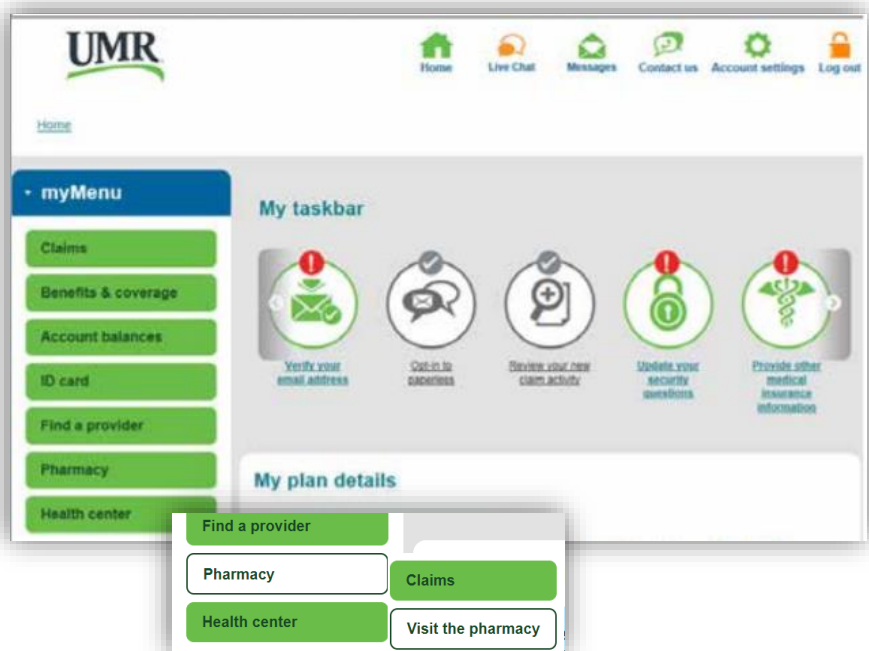 UMR
Home
Live Chat
Messages
Contact us
Account settings
Log out
Home
myMenu
Claims
Benefits & coverage
Account balances
ID card
Find a provider
Pharmacy
Health center
My taskbar
Verify your
email address
Opt-in to
paperless
Review your new
claim activity
Update your
security
questions
Provide other
medical
insurance
information
My plan details
Find a provider
Pharmacy
Health center
Claims
Visit the pharmacy